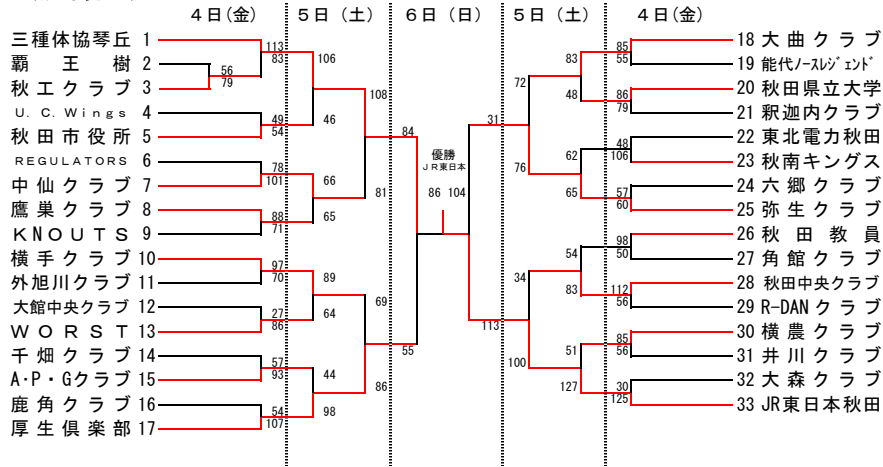 4日(金) 5日(土) 6日(日) 5日(土) 4日(金)
三種体協琴丘 1
覇王樹 2
秋工クラブ 3
U. C. Wings 4
秋田市役所 5
REGULATORS 6
中仙クラブ 7
鷹巣クラブ 8
KNOUTS 9
横手クラブ 10
外旭川クラブ 11
大館中央クラブ 12
WORST 13
千畑クラブ 14
A・P・Gクラブ 15
鹿角クラブ 16
厚生倶楽部 17
113
83
56
79
49
54
78
101
88
71
97
70
27
86
57
93
54
107
106
46
66
65
89
64
44
98
108
81
69
86
84
55
優勝
JR東日本
86 104
31
113
72
76
34
100
83
48
62
65
54
83
51
127
85
55
86
79
48
106
57
60
98
50
112
56
85
56
30
125
18 大曲クラブ
19 能代ノースレジェンド
20 秋田県立大学
21 釈迦内クラブ
22 東北電力秋田
23 秋南キングス
24 六郷クラブ
25 弥生クラブ
26 秋田教員
27 角館クラブ
28 秋田中央クラブ
29 R-DANクラブ
30 横農クラブ
31 井川クラブ
32 大森クラブ
33 JR東日本秋田